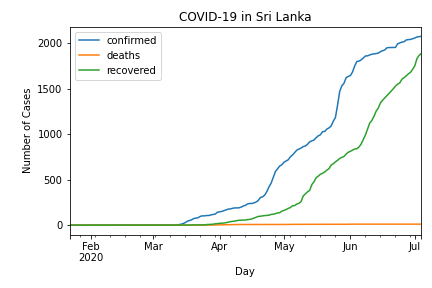 COVID-19 in Sri Lanka
confirmed
deaths
recovered
Number of Cases
2000
1500
1000
500
0
Feb
2020
Mar
Apr
May
Jun
Jul
Day